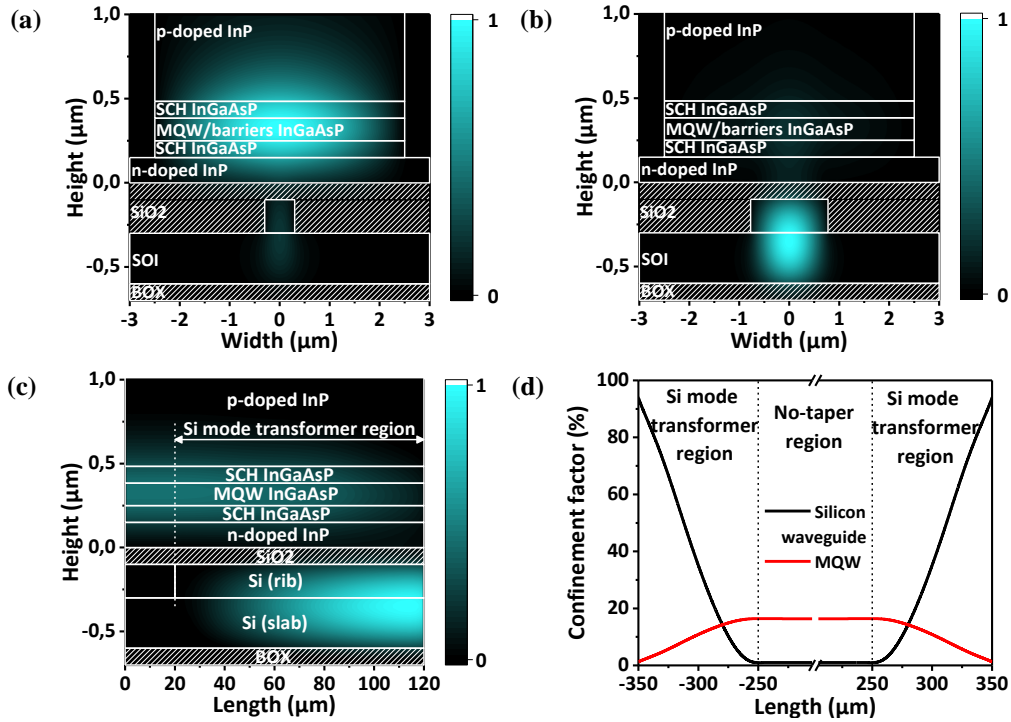 (a)
1,0
0,5
0,0
-0,5
Height (µm)
p-doped InP
SCH InGaAsP
MQW/barriers InGaAsP
SCH InGaAsP
n-doped InP
SiO2
SOI
BOX
-3 -2 -1 0 1 2 3
Width (µm)
1
0
(b)
1,0
0,5
0,0
-0,5
Height (µm)
p-doped InP
SCH InGaAsP
MQW/barriers InGaAsP
SCH InGaAsP
n-doped InP
SiO2
SOI
BOX
-3 -2 -1 0 1 2 3
Width (µm)
1
0
(c)
1,0
0,5
0,0
-0,5
Height (µm)
p-doped InP
Si mode transformer region
SCH InGaAsP
MQW InGaAsP
SCH InGaAsP
n-doped InP
SiO2
Si (rib)
Si (slab)
BOX
0 20 40 60 80 100 120
Length (µm)
1
0
(d)
100
80
60
40
20
0
Confinement factor (%)
Si mode
transformer
region
No-taper
region
Si mode
transformer
region
Silicon
waveguide
MQW
-350 -300 -250 250 300 350
Length (µm)